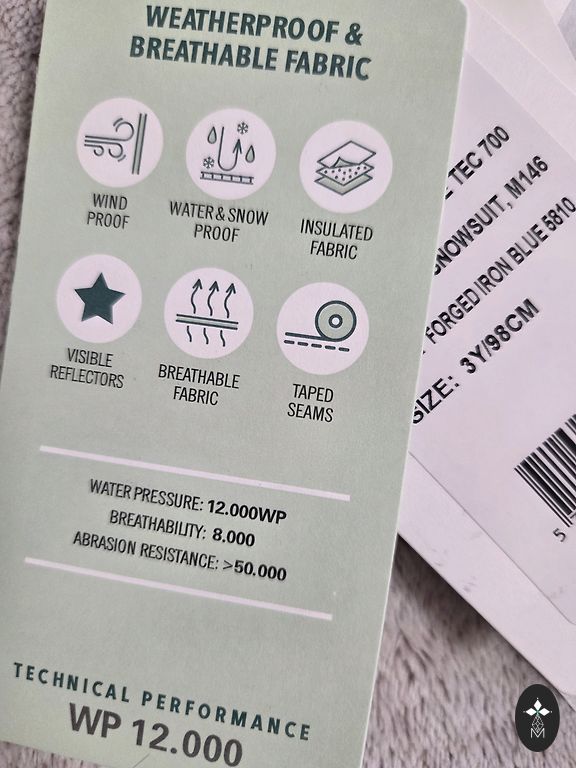 WEATHERPROOF &
BREATHABLE FABRIC
WIND
PROOF
WATER & SNOW
PROOF
INSULATED
FABRIC
VISIBLE
REFLECTORS
BREATHABLE
FABRIC
TAPED
SEAMS
WATER PRESSURE: 12.000WP
BREATHABILITY: 8.000
ABRASION RESISTANCE: >50.000
TECHNICAL PERFORMANCE
WP 12.000
TEC 700
SNOWSUIT, M146
FORGED IRON BLUE 5810
SIZE: 3Y/98CM
5
M